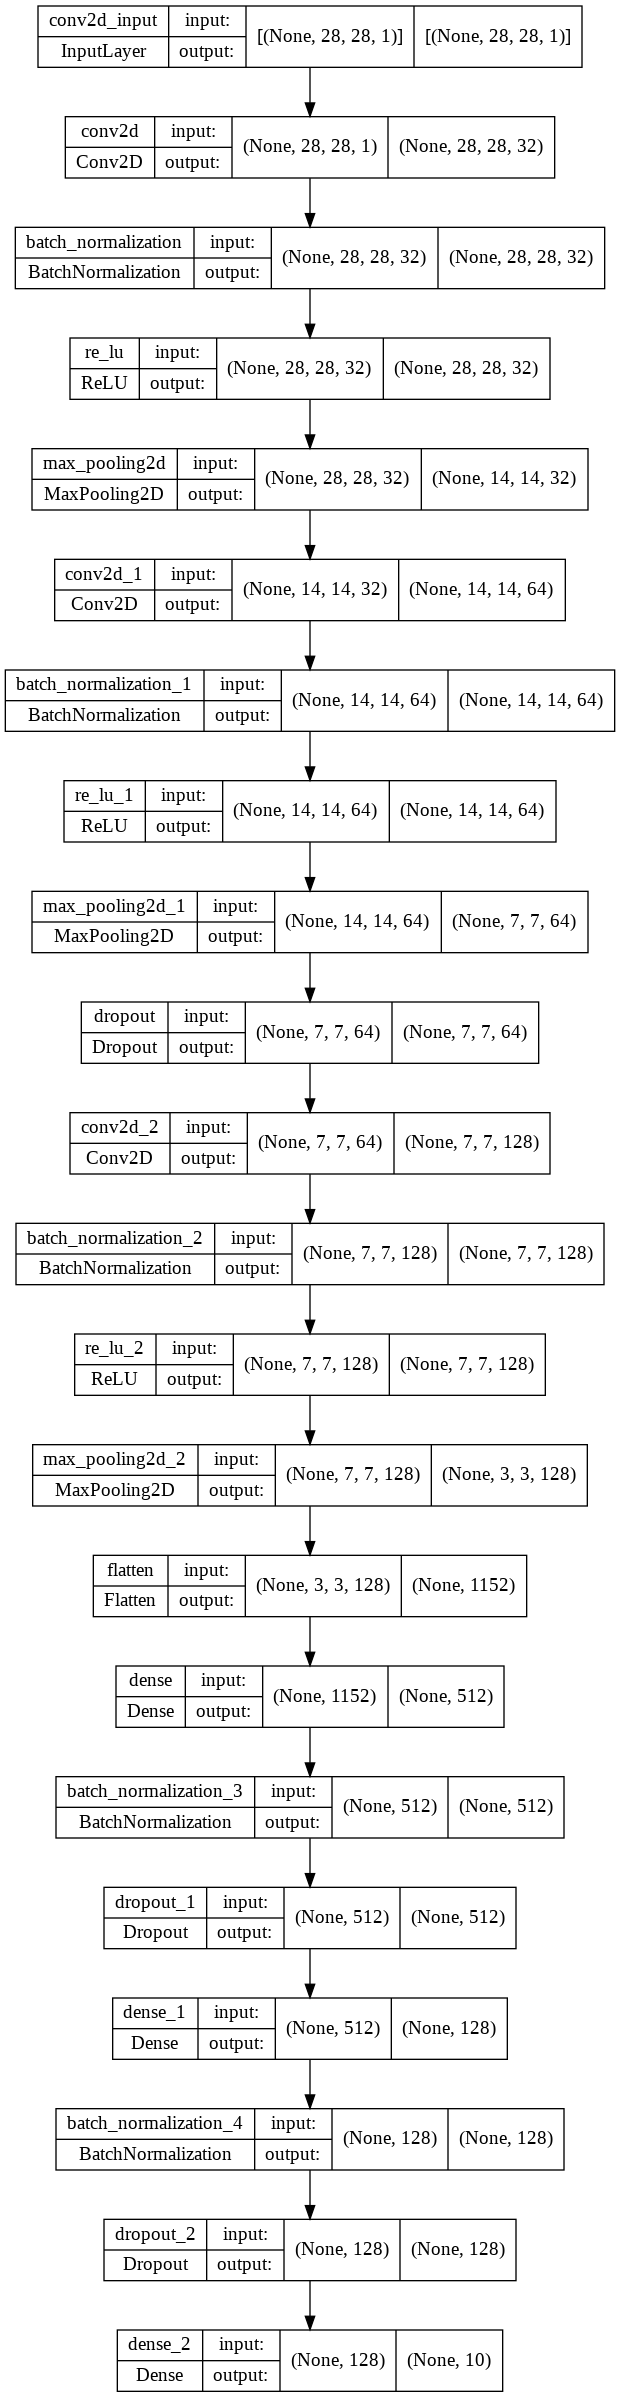 conv2d_input input: [(None, 28, 28, 1)] [(None, 28, 28, 1)]
InputLayer output:
conv2d input: (None, 28, 28, 1) (None, 28, 28, 32)
Conv2D output:
batch_normalization input: (None, 28, 28, 32) (None, 28, 28, 32)
BatchNormalization output:
re_lu input: (None, 28, 28, 32) (None, 28, 28, 32)
ReLU output:
max_pooling2d input: (None, 28, 28, 32) (None, 14, 14, 32)
MaxPooling2D output:
conv2d_1 input: (None, 14, 14, 32) (None, 14, 14, 64)
Conv2D output:
batch_normalization_1 input: (None, 14, 14, 64) (None, 14, 14, 64)
BatchNormalization output:
re_lu_1 input: (None, 14, 14, 64) (None, 14, 14, 64)
ReLU output:
max_pooling2d_1 input: (None, 14, 14, 64) (None, 7, 7, 64)
MaxPooling2D output:
dropout input: (None, 7, 7, 64) (None, 7, 7, 64)
Dropout output:
conv2d_2 input: (None, 7, 7, 64) (None, 7, 7, 128)
Conv2D output:
batch_normalization_2 input: (None, 7, 7, 128) (None, 7, 7, 128)
BatchNormalization output:
re_lu_2 input: (None, 7, 7, 128) (None, 7, 7, 128)
ReLU output:
max_pooling2d_2 input: (None, 7, 7, 128) (None, 3, 3, 128)
MaxPooling2D output:
flatten input: (None, 3, 3, 128) (None, 1152)
Flatten output:
dense input: (None, 1152) (None, 512)
Dense output:
batch_normalization_3 input: (None, 512) (None, 512)
BatchNormalization output:
dropout_1 input: (None, 512) (None, 512)
Dropout output:
dense_1 input: (None, 512) (None, 128)
Dense output:
batch_normalization_4 input: (None, 128) (None, 128)
BatchNormalization output:
dropout_2 input: (None, 128) (None, 128)
Dropout output:
dense_2 input: (None, 128) (None, 10)
Dense output: